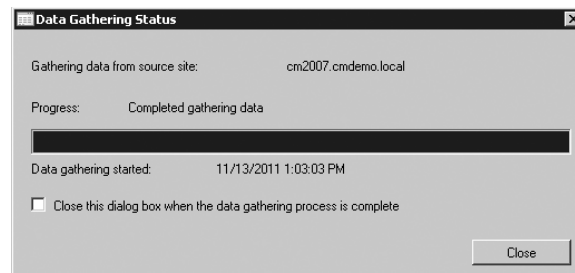 Data Gathering Status
Gathering data from source site: cm2007.cmdemo.local
Progress: Completed gathering data
Data gathering started: 11/13/2011 1:03:03 PM
Close this dialog box when the data gathering process is complete
Close